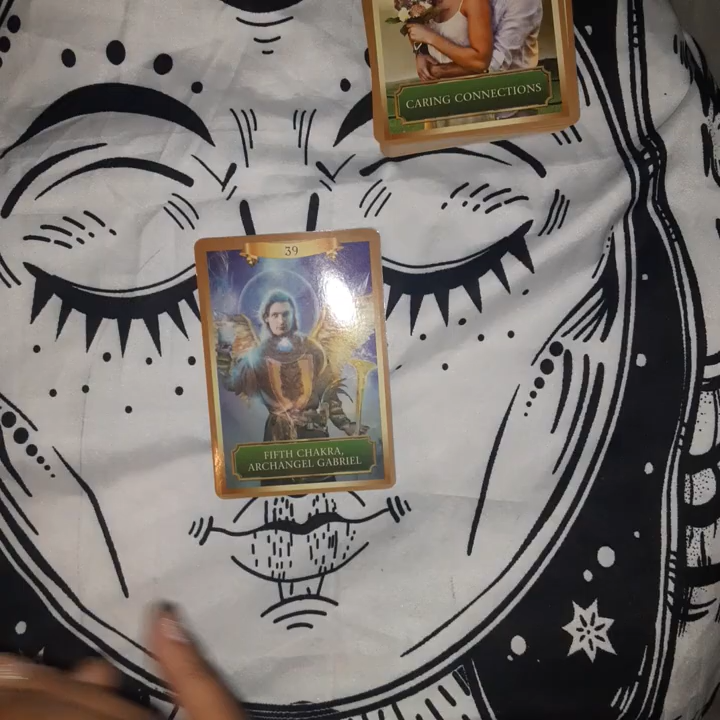 CARING CONNECTIONS
39
FIFTH CHAKRA,
ARCHANGEL GABRIEL